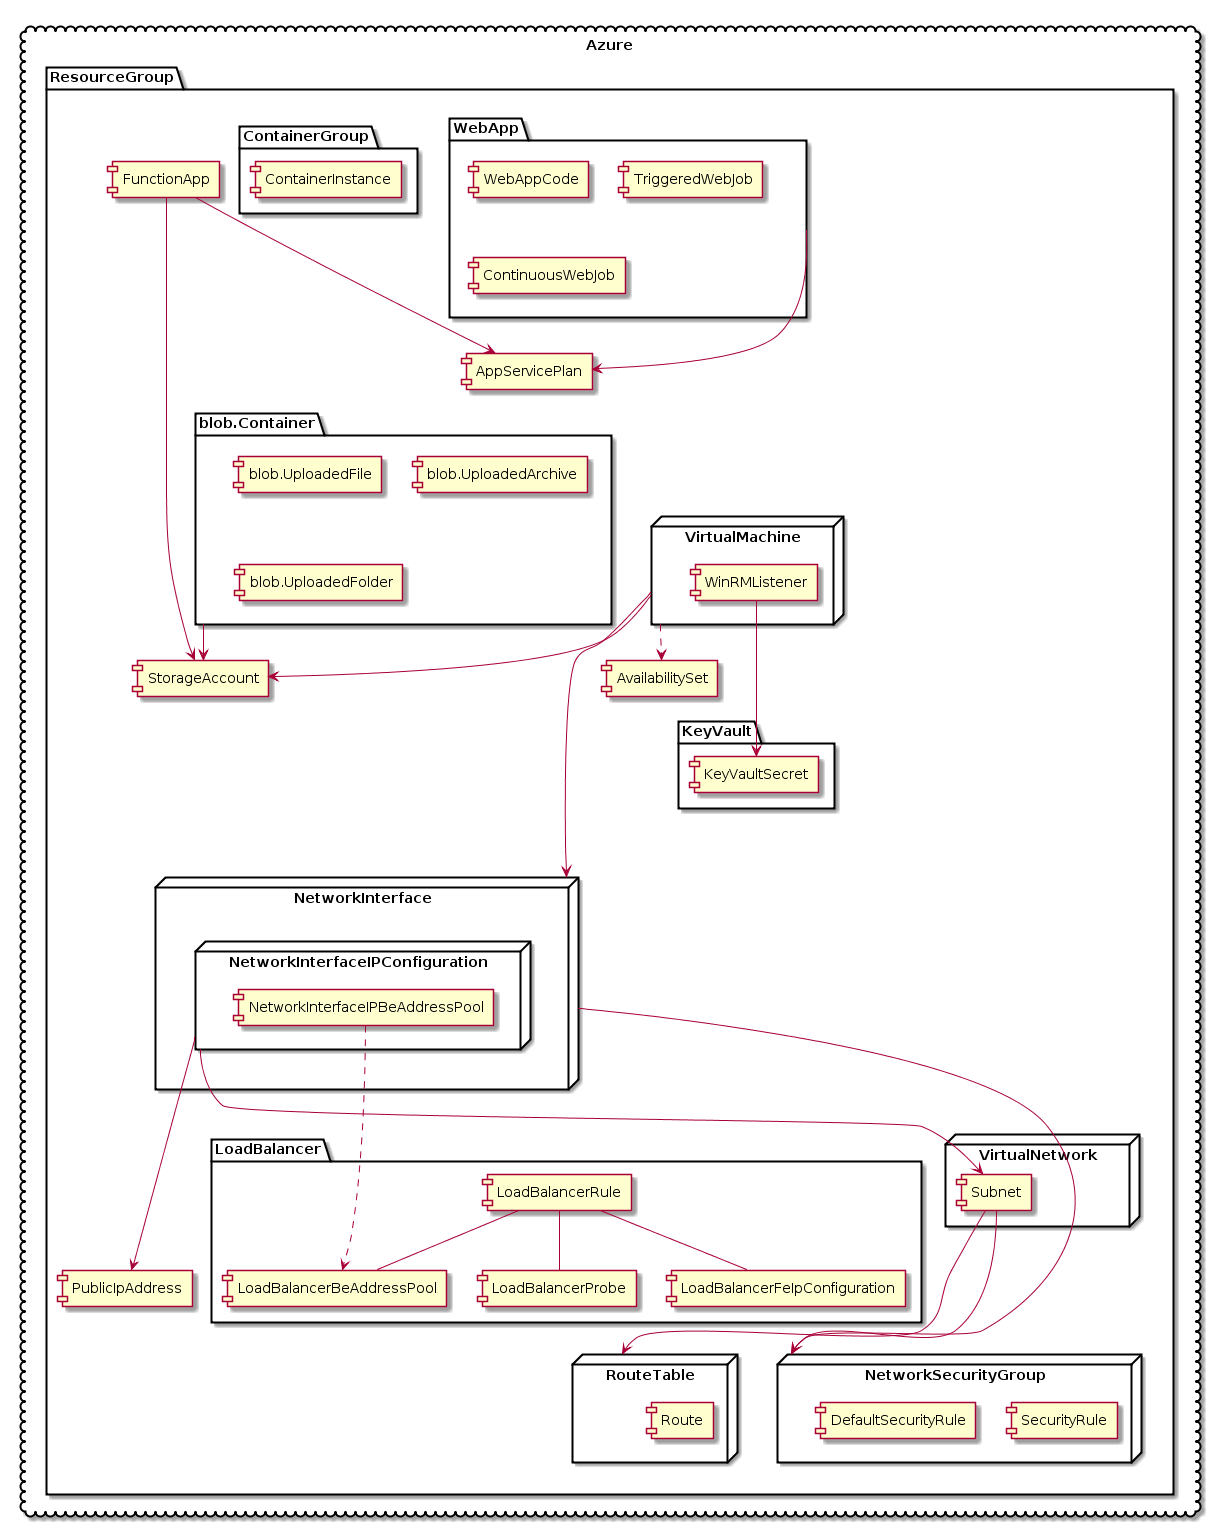 Azure
ResourceGroup
ContainerGroup
WebApp
FunctionApp
ContainerInstance
WebAppCode
TriggeredWebJob
ContinuousWebJob
AppServicePlan
blob.Container
blob.UploadedFile
blob.UploadedArchive
VirtualMachine
blob.UploadedFolder
WinRMListener
StorageAccount
AvailabilitySet
KeyVault
KeyVaultSecret
NetworkInterface
NetworkInterfaceIPConfiguration
NetworkInterfaceIPBeAddressPool
LoadBalancer
VirtualNetwork
LoadBalancerRule
Subnet
PublicIpAddress
LoadBalancerBeAddressPool
LoadBalancerProbe
LoadBalancerFeIpConfiguration
RouteTable
NetworkSecurityGroup
Route
DefaultSecurityRule
SecurityRule